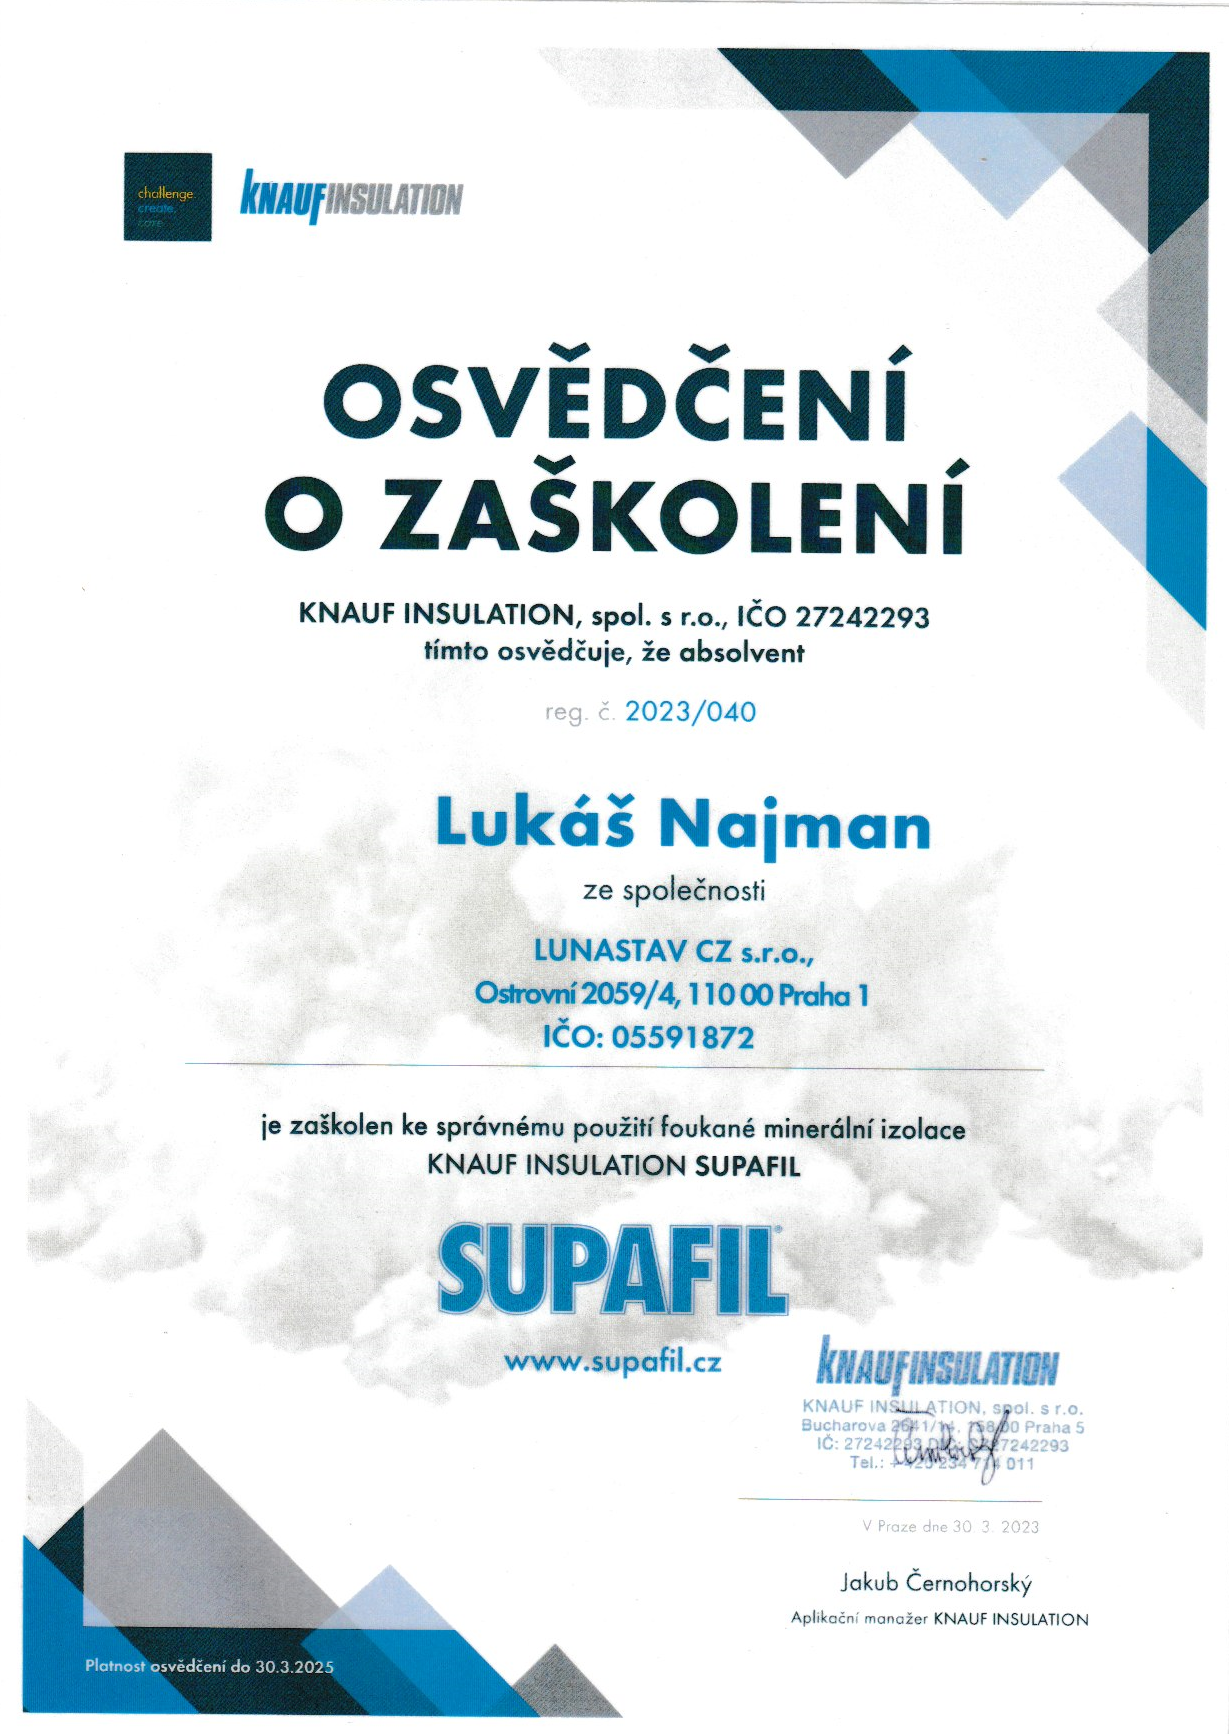 challenge.
create.
care.
KNAUFINSULATION
OSVĚDČENÍ
O ZAŠKOLENÍ
KNAUF INSULATION, spol. s r.o., IČO 27242293
tímto osvědčuje, že absolvent
reg. č. 2023/040
Lukáš Najman
ze společnosti
LUNASTAV CZ s.r.o.,
Ostrovní 2059/4, 110 00 Praha 1
IČO: 05591872
je zaškolen ke správnému použití foukané minerální izolace
KNAUF INSULATION SUPAFIL
SUPAFIL®
www.supafil.cz
KNAUFINSULATION
KNAUF INSULATION, spol. s r.o.
Bucharova 2641/14, 158 00 Praha 5
IČ: 27242293 DIČ: CZ27242293
Tel.: +420 234 714 011
V Praze dne 30. 3. 2023
Jakub Černohorský
Aplikační manažer KNAUF INSULATION
Platnost osvědčení do 30.3.2025